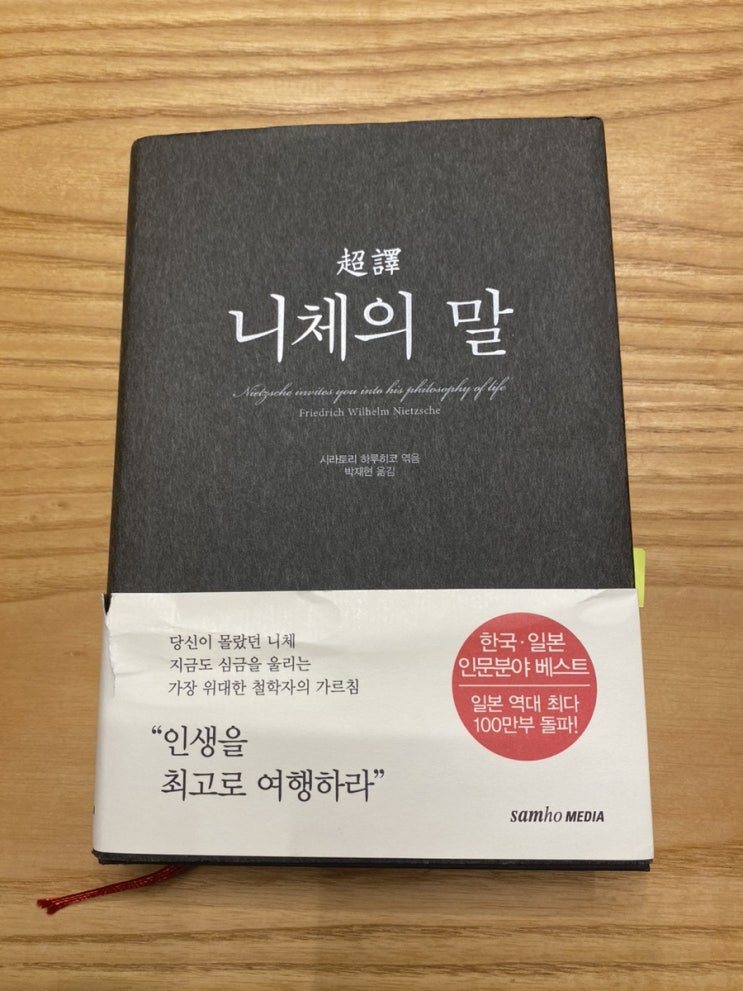 超譯
니체의 말
Nietzsche invites you into his philosophy of life
Friedrich Wilhelm Nietzsche
시라토리 하루히코 엮음
박재현 옮김
당신이 몰랐던 니체
지금도 심금을 울리는
가장 위대한 철학자의 가르침
“인생을
최고로 여행하라”
한국·일본
인문분야 베스트
일본 역대 최다
100만부 돌파!
samho MEDIA